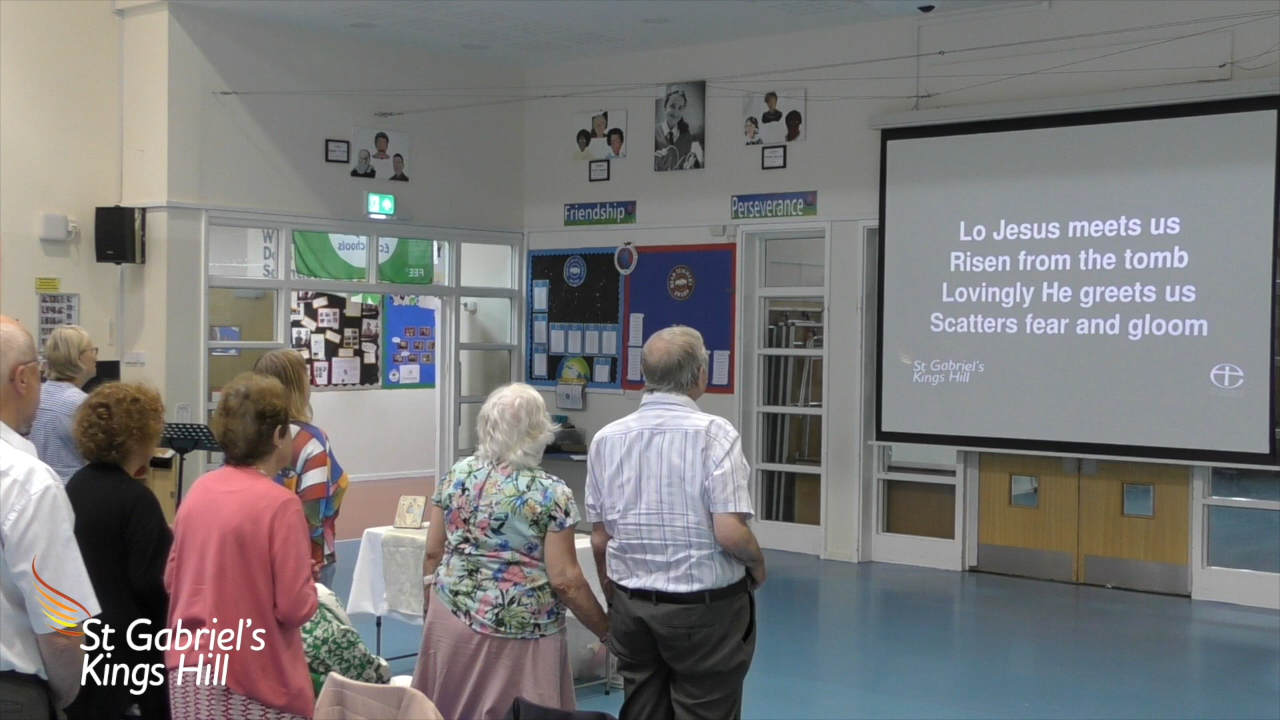 Friendship
Perseverance
Lo Jesus meets us
Risen from the tomb
Lovingly He greets us
Scatters fear and gloom
St Gabriel's
Kings Hill
St Gabriel's
Kings Hill